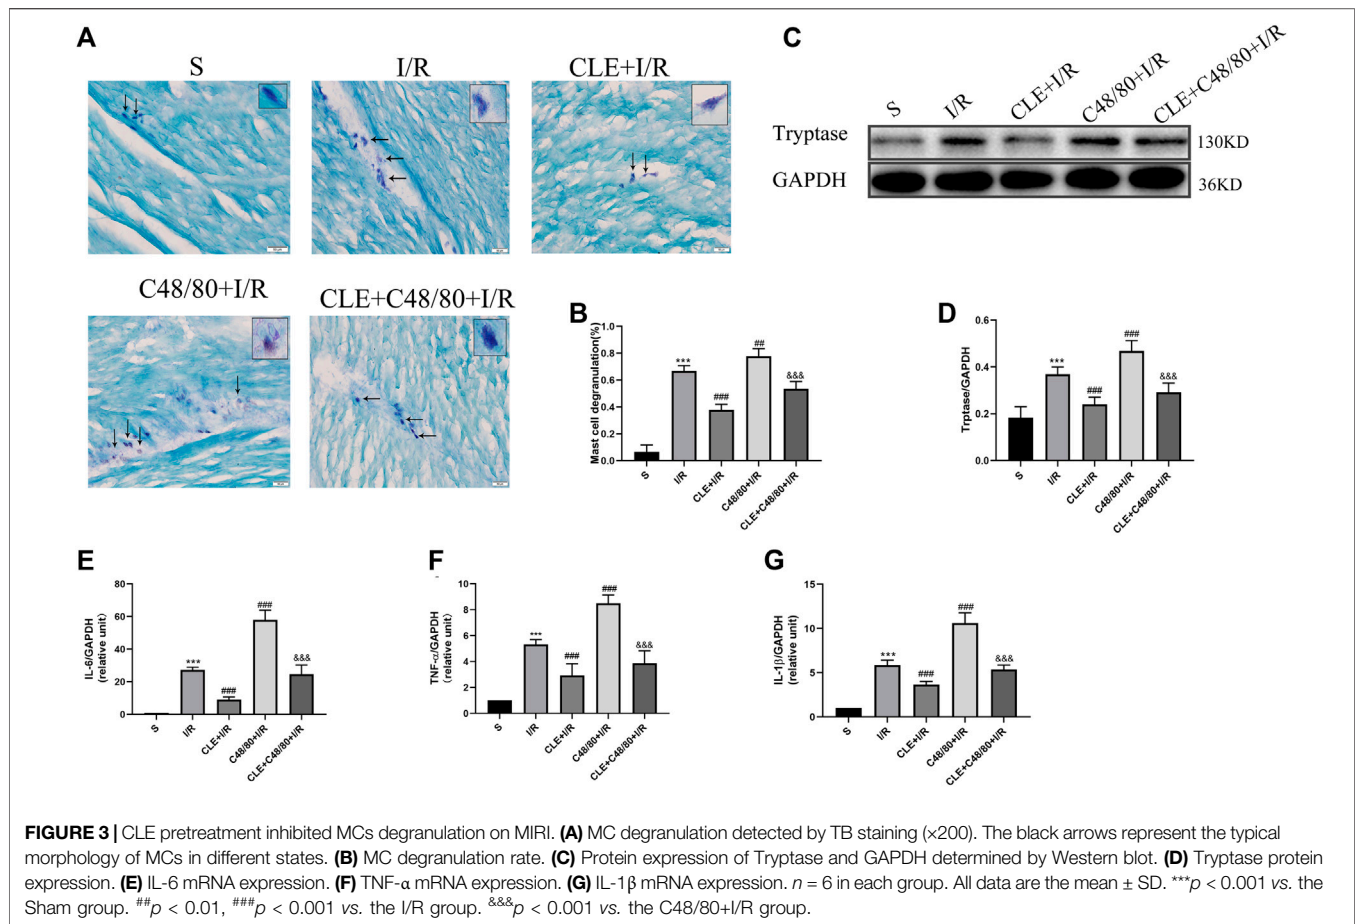 A
S
I/R
CLE+I/R
C48/80+I/R
CLE+C48/80+I/R
C
S
I/R
CLE+I/R
C48/80+I/R
CLE+C48/80+I/R
Tryptase
130KD
GAPDH
36KD
B
Mast cell degranulation(%)
1.0
0.8
0.6
0.4
0.2
0.0
***
###
##
&&&
S
I/R
CLE+I/R
C48/80+I/R
CLE+C48/80+I/R
D
Trptase/GAPDH
0.6
0.4
0.2
0.0
***
###
###
&&&
S
I/R
CLE+I/R
C48/80+I/R
CLE+C48/80+I/R
E
IL-6/GAPDH
(relative unit)
80
60
40
20
0
***
###
###
&&&
S
I/R
CLE+I/R
C48/80+I/R
CLE+C48/80+I/R
F
TNF-α/GAPDH
(relative unit)
10
8
6
4
2
0
***
###
###
&&&
S
I/R
CLE+I/R
C48/80+I/R
CLE+C48/80+I/R
G
IL-1β/GAPDH
(relative unit)
15
10
5
0
***
###
###
&&&
S
I/R
CLE+I/R
C48/80+I/R
CLE+C48/80+I/R
FIGURE 3 | CLE pretreatment inhibited MCs degranulation on MIRI. (A) MC degranulation detected by TB staining (×200). The black arrows represent the typical
morphology of MCs in different states. (B) MC degranulation rate. (C) Protein expression of Tryptase and GAPDH determined by Western blot. (D) Tryptase protein
expression. (E) IL-6 mRNA expression. (F) TNF-α mRNA expression. (G) IL-1β mRNA expression. n = 6 in each group. All data are the mean ± SD. ***p < 0.001 vs. the
Sham group. ##p < 0.01, ###p < 0.001 vs. the I/R group. &&&p < 0.001 vs. the C48/80+I/R group.